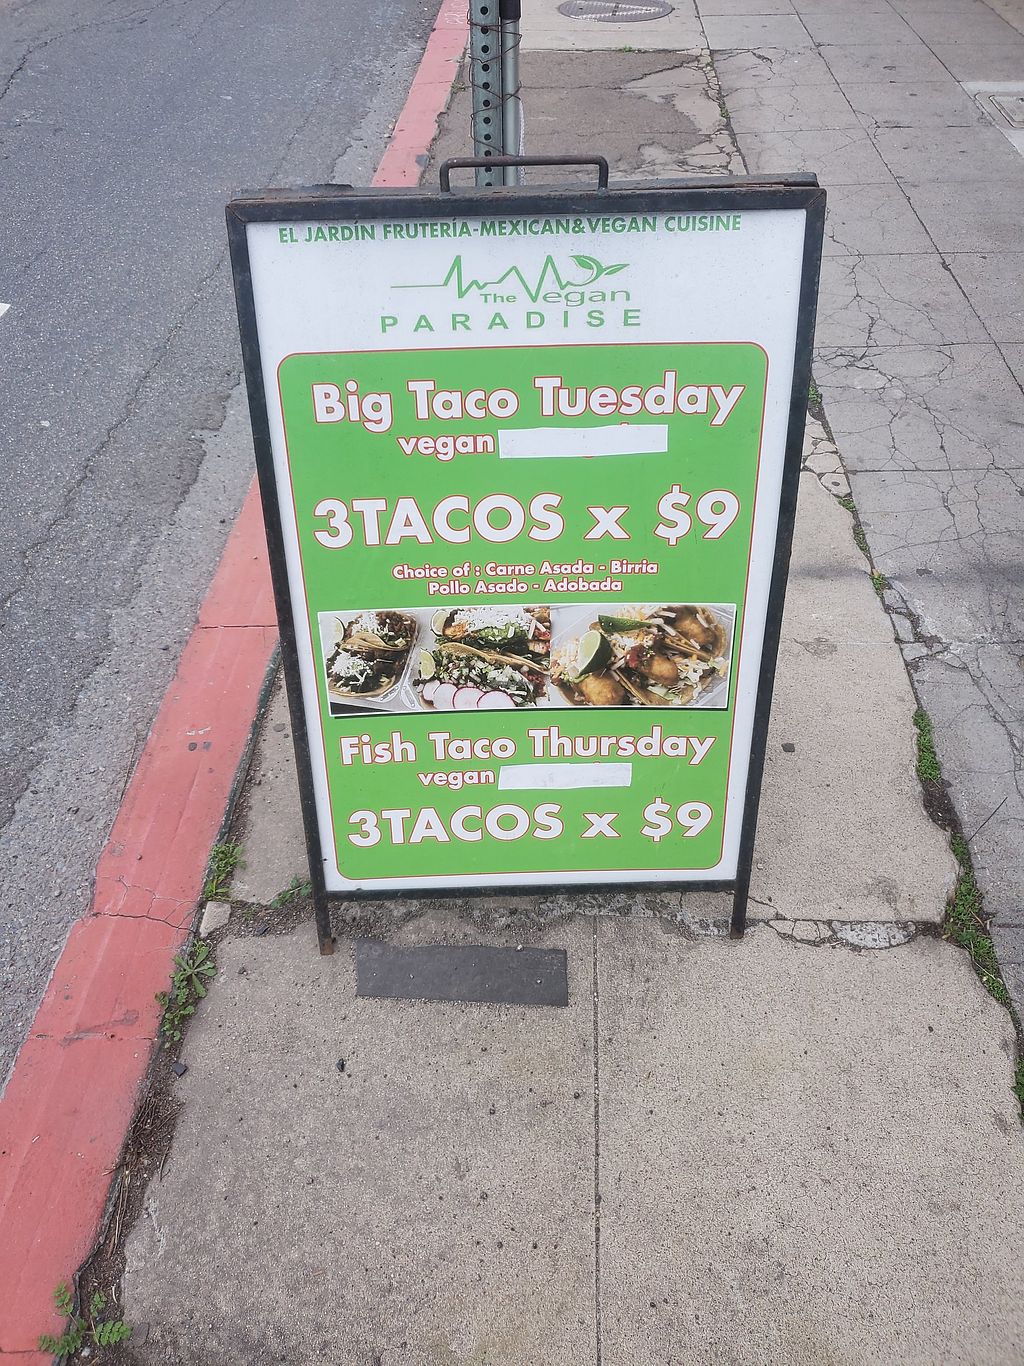 EL JARDÍN FRUTERÍA-MEXICAN&VEGAN CUISINE
The Vegan
PARADISE
Big Taco Tuesday
vegan
3TACOS x $9
Choice of : Carne Asada - Birria
Pollo Asado - Adobada
Fish Taco Thursday
vegan
3TACOS x $9